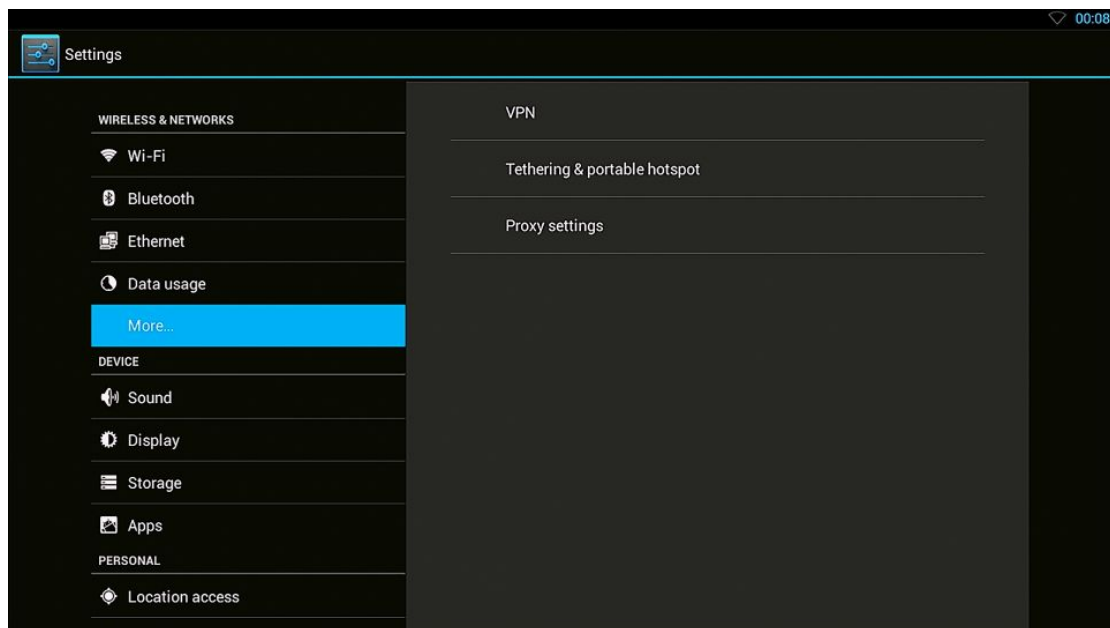 00:08
Settings
WIRELESS & NETWORKS
Wi-Fi
Bluetooth
Ethernet
Data usage
More...
DEVICE
Sound
Display
Storage
Apps
PERSONAL
Location access
VPN
Tethering & portable hotspot
Proxy settings